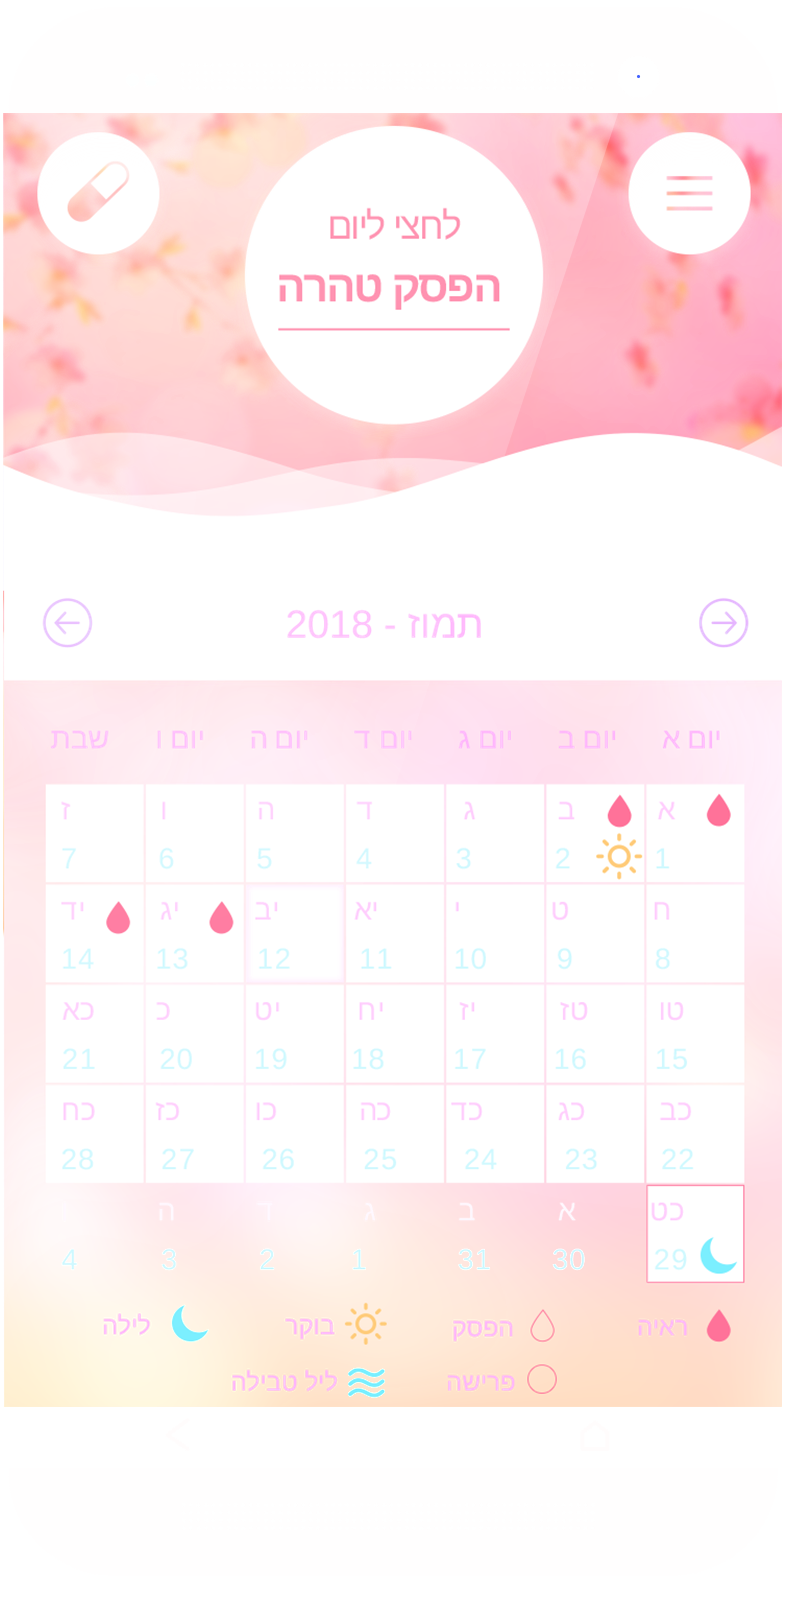 לחצי ליום
הפסק טהרה
תמוז - 2018
יום א יום ב יום ג יום ד יום ה יום ו שבת
א ב ג ד ה ו ז
1 2 3 4 5 6 7
ח ט י יא יב יג יד
8 9 10 11 12 13 14
טו טז יז יח יט כ כא
15 16 17 18 19 20 21
כב כג כד כה כו כז כח
22 23 24 25 26 27 28
כט א ב ג ד ה
29 30 31 1 2 3 4
ראיה הפסק בוקר לילה
פרישה ליל טבילה